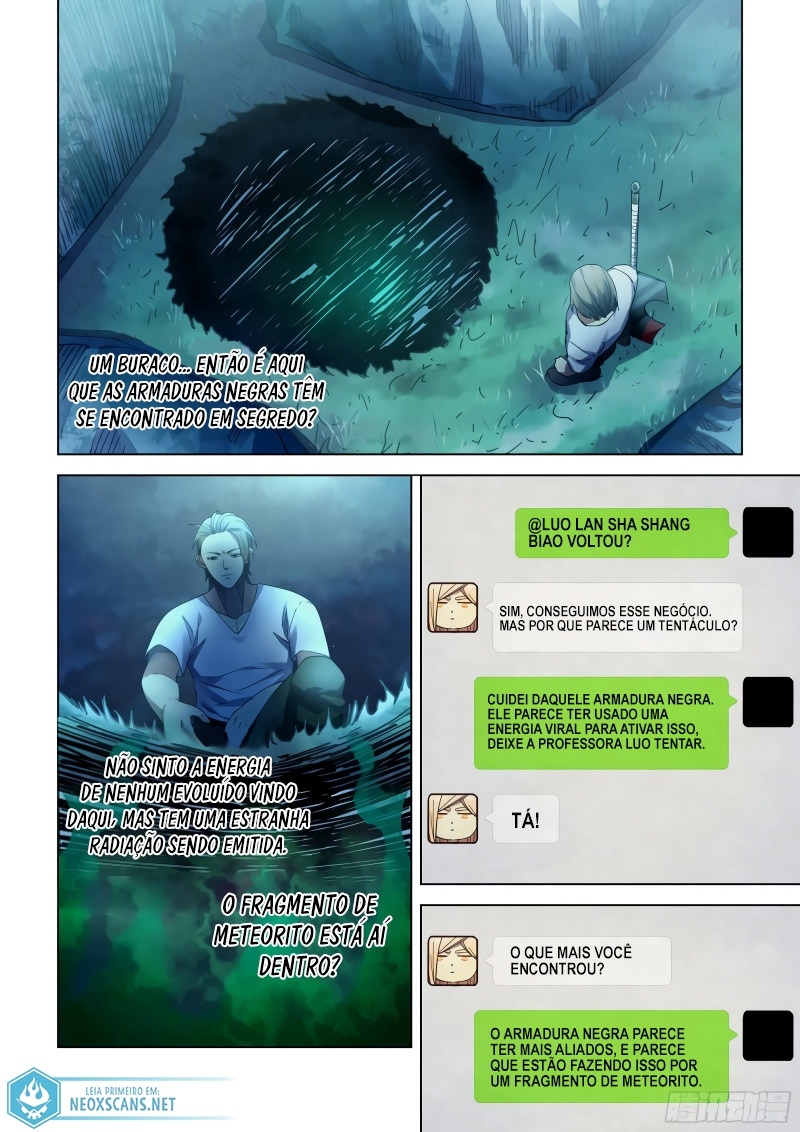 UM BURACO... ENTÃO É AQUI
QUE AS ARMADURAS NEGRAS TÊM
SE ENCONTRADO EM SEGREDO?
NÃO SINTO A ENERGIA
DE NENHUM EVOLUÍDO VINDO
DAQUI, MAS TEM UMA ESTRANHA
RADIAÇÃO SENDO EMITIDA.
O FRAGMENTO DE
METEORITO ESTÁ AÍ
DENTRO?
@LUO LAN SHA SHANG
BIAO VOLTOU?
SIM, CONSEGUIMOS ESSE NEGÓCIO.
MAS POR QUE PARECE UM TENTÁCULO?
CUIDEI DAQUELE ARMADURA NEGRA.
ELE PARECE TER USADO UMA
ENERGIA VIRAL PARA ATIVAR ISSO,
DEIXE A PROFESSORA LUO TENTAR.
TÁ!
O QUE MAIS VOCÊ
ENCONTROU?
O ARMADURA NEGRA PARECE
TER MAIS ALIADOS, E PARECE
QUE ESTÃO FAZENDO ISSO POR
UM FRAGMENTO DE METEORITO.
LEIA PRIMEIRO EM:
NEOXSCANS.NET
腾讯动漫